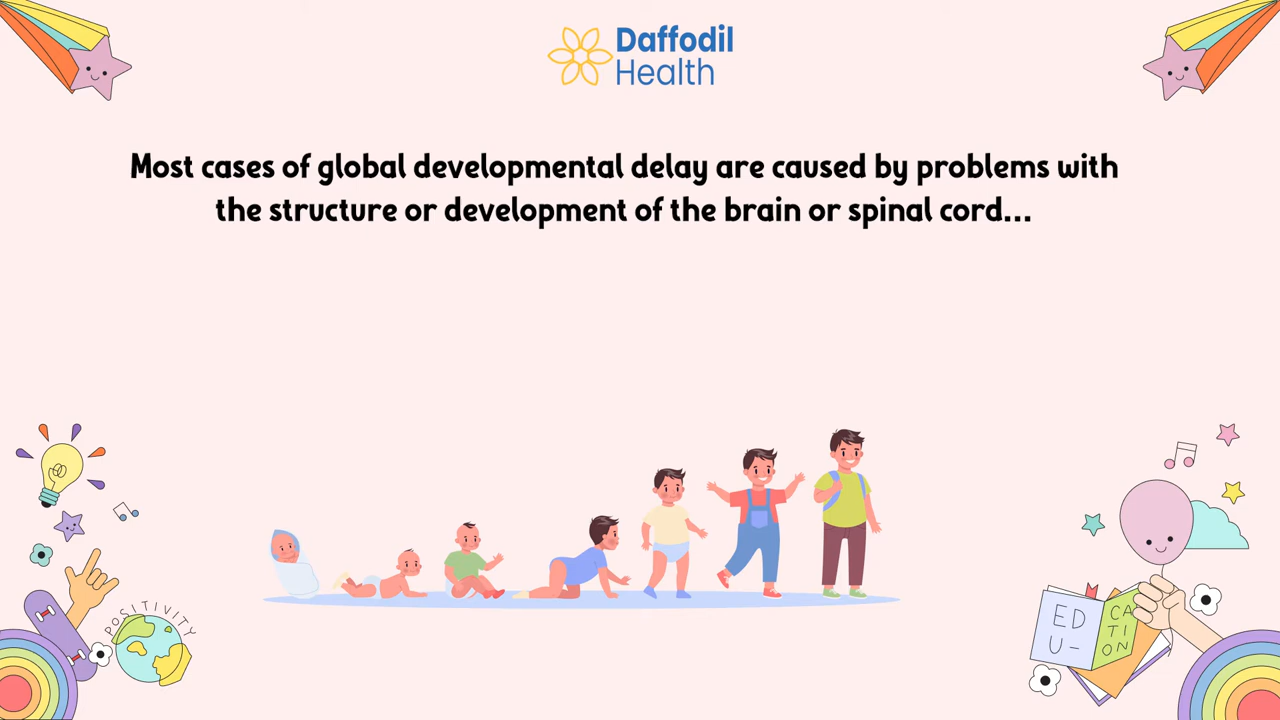 Daffodil
Health
Most cases of global developmental delay are caused by problems with
the structure or development of the brain or spinal cord...
POSITIVITY
ED
U-
CA
TI
ON